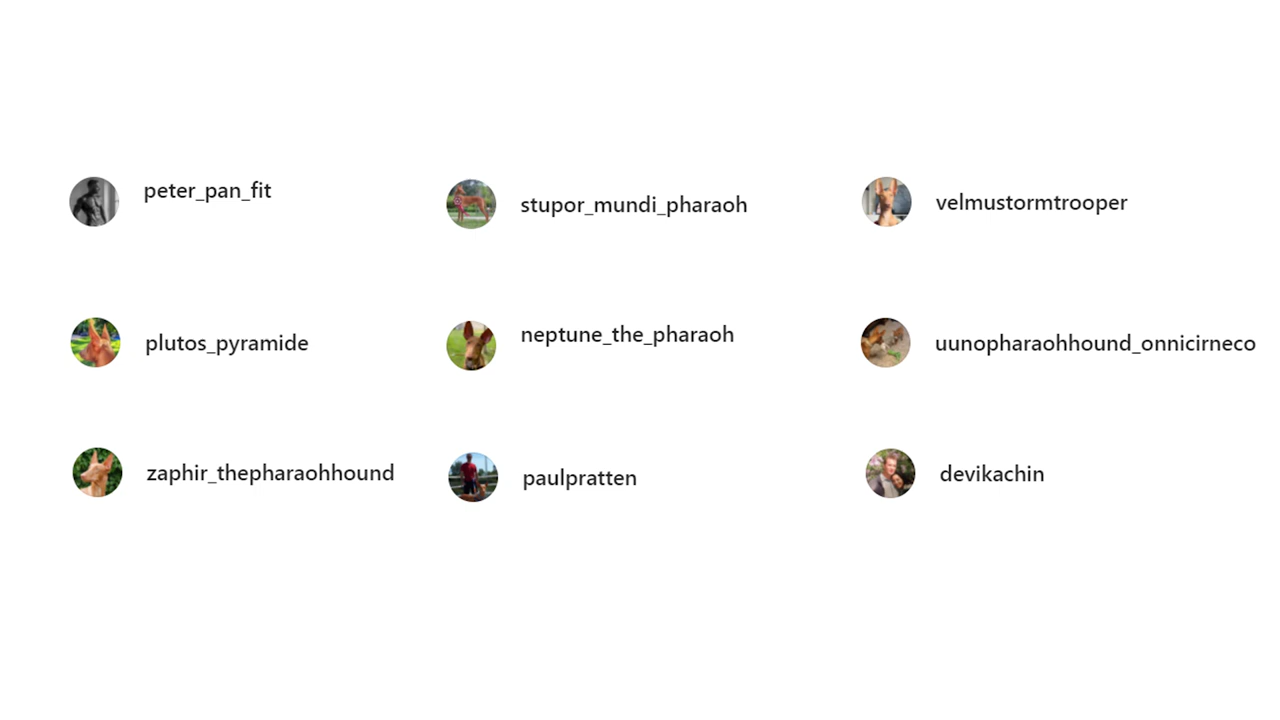 peter_pan_fit
stupor_mundi_pharaoh
velmustormtrooper
plutos_pyramide
neptune_the_pharaoh
uunopharaohhound_onnicirneco
zaphir_thepharaohhound
paulpratten
devikachin